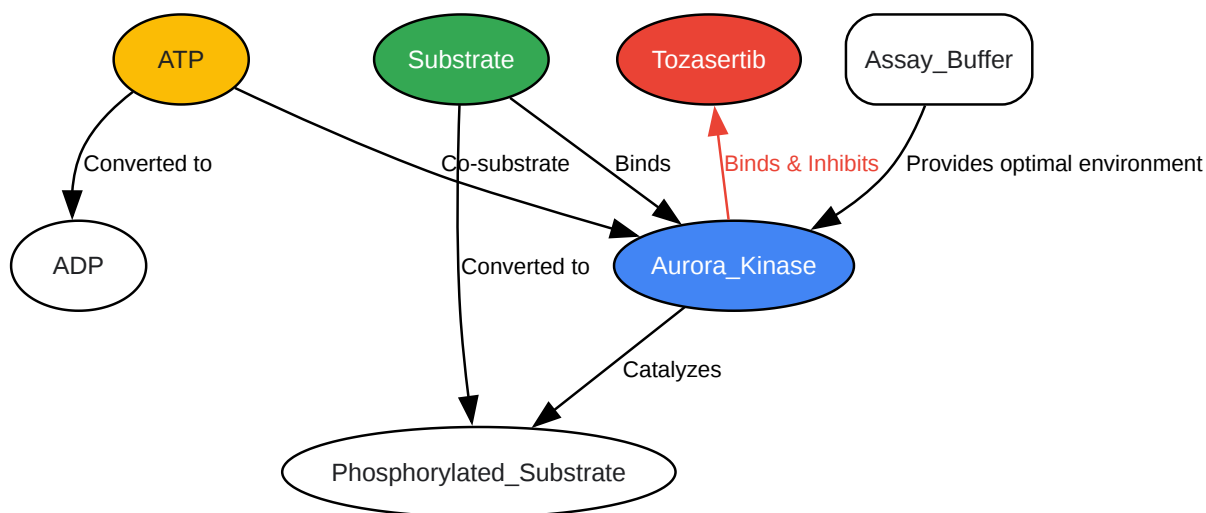 ATP
Substrate
Tozasertib
Assay_Buffer
Converted to
Co-substrate
Binds
Binds & Inhibits
Provides optimal environment
ADP
Converted to
Aurora_Kinase
Catalyzes
Phosphorylated_Substrate